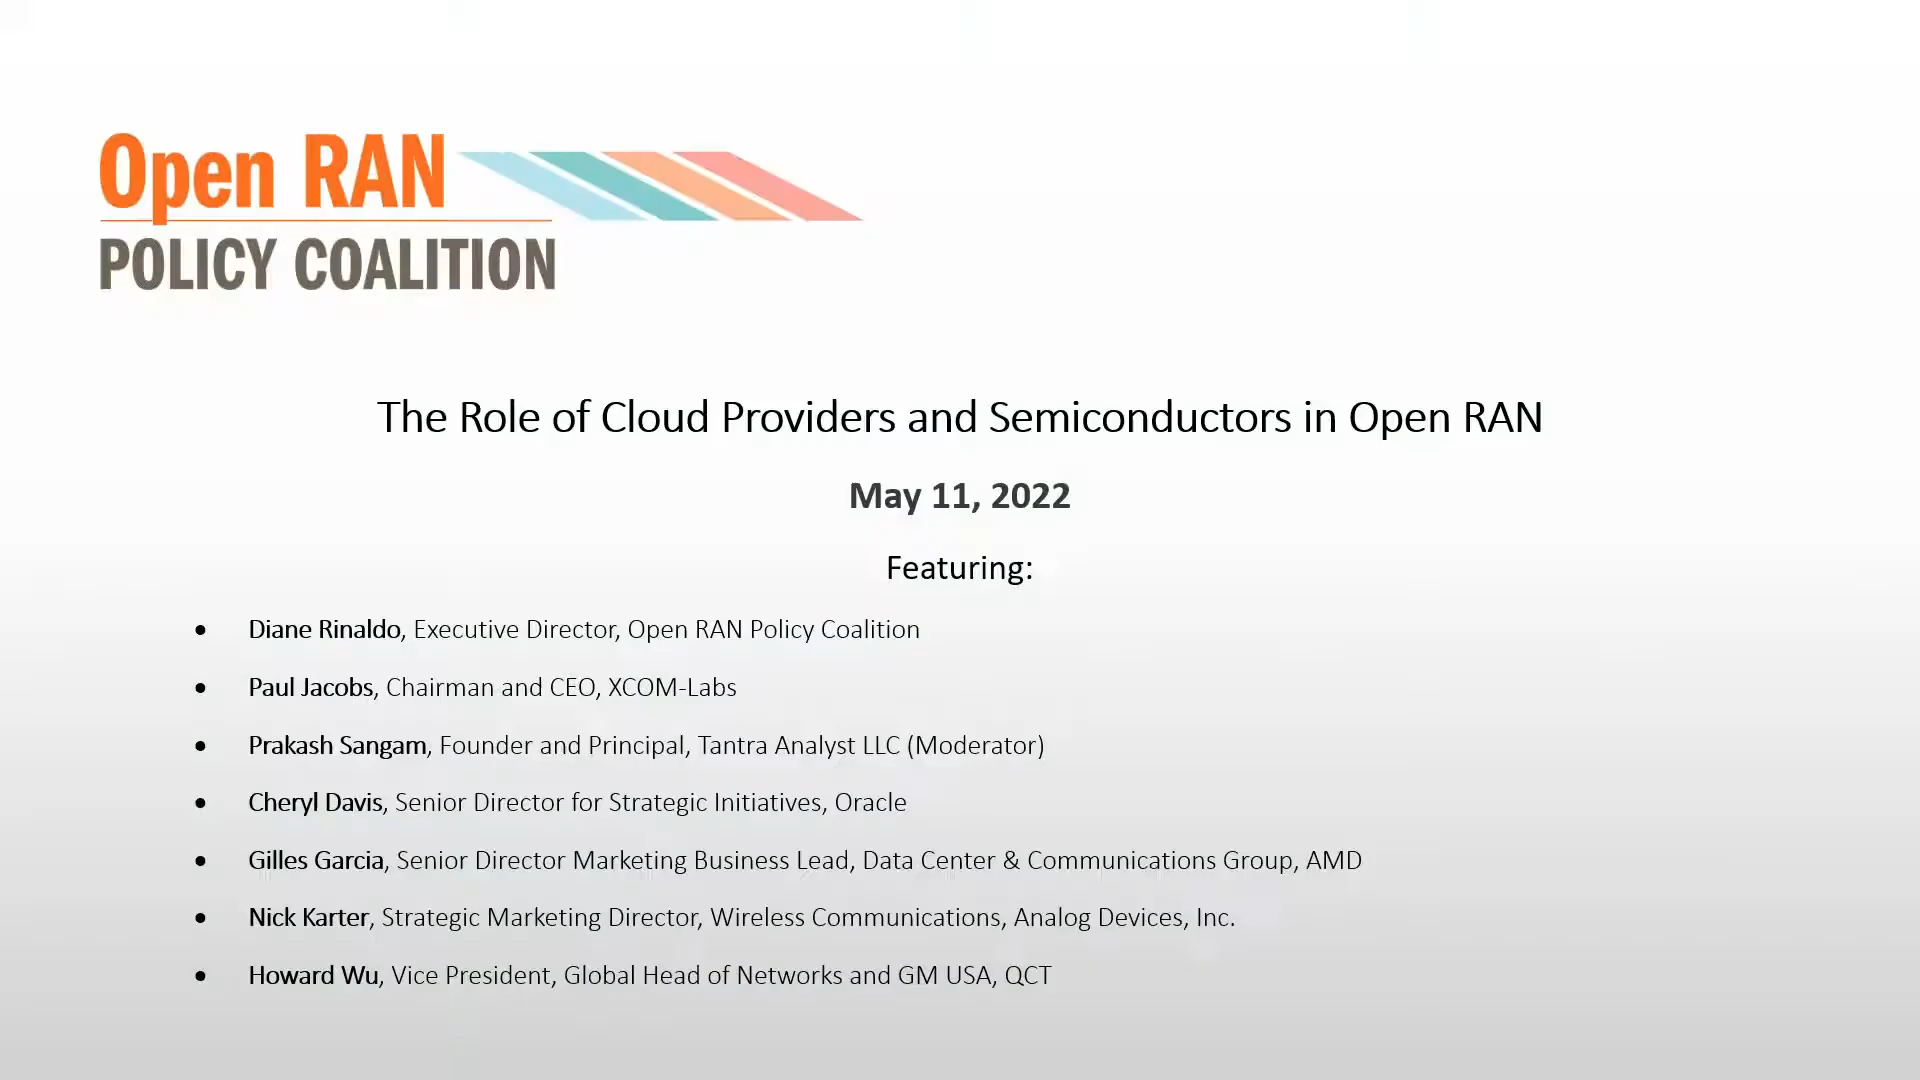 Open RAN
POLICY COALITION
The Role of Cloud Providers and Semiconductors in Open RAN
May 11, 2022
Featuring:
• Diane Rinaldo, Executive Director, Open RAN Policy Coalition
• Paul Jacobs, Chairman and CEO, XCOM-Labs
• Prakash Sangam, Founder and Principal, Tantra Analyst LLC (Moderator)
• Cheryl Davis, Senior Director for Strategic Initiatives, Oracle
• Gilles Garcia, Senior Director Marketing Business Lead, Data Center & Communications Group, AMD
• Nick Karter, Strategic Marketing Director, Wireless Communications, Analog Devices, Inc.
• Howard Wu, Vice President, Global Head of Networks and GM USA, QCT